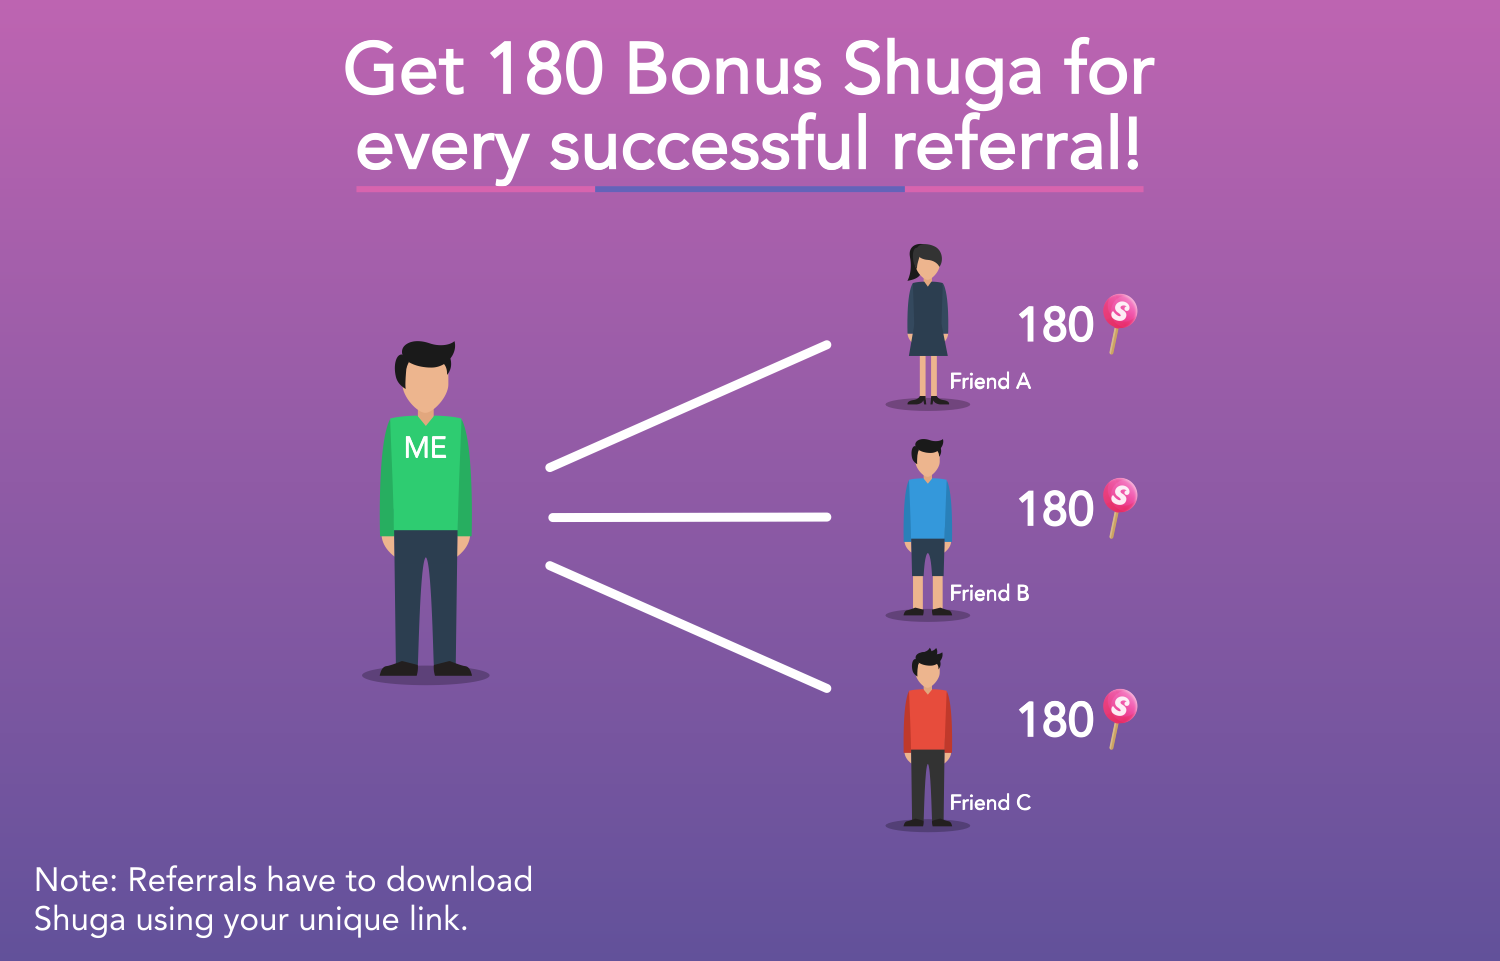 Get 180 Bonus Shuga for
every successful referral!
ME
180 S
Friend A
180 S
Friend B
180 S
Friend C
Note: Referrals have to download
Shuga using your unique link.